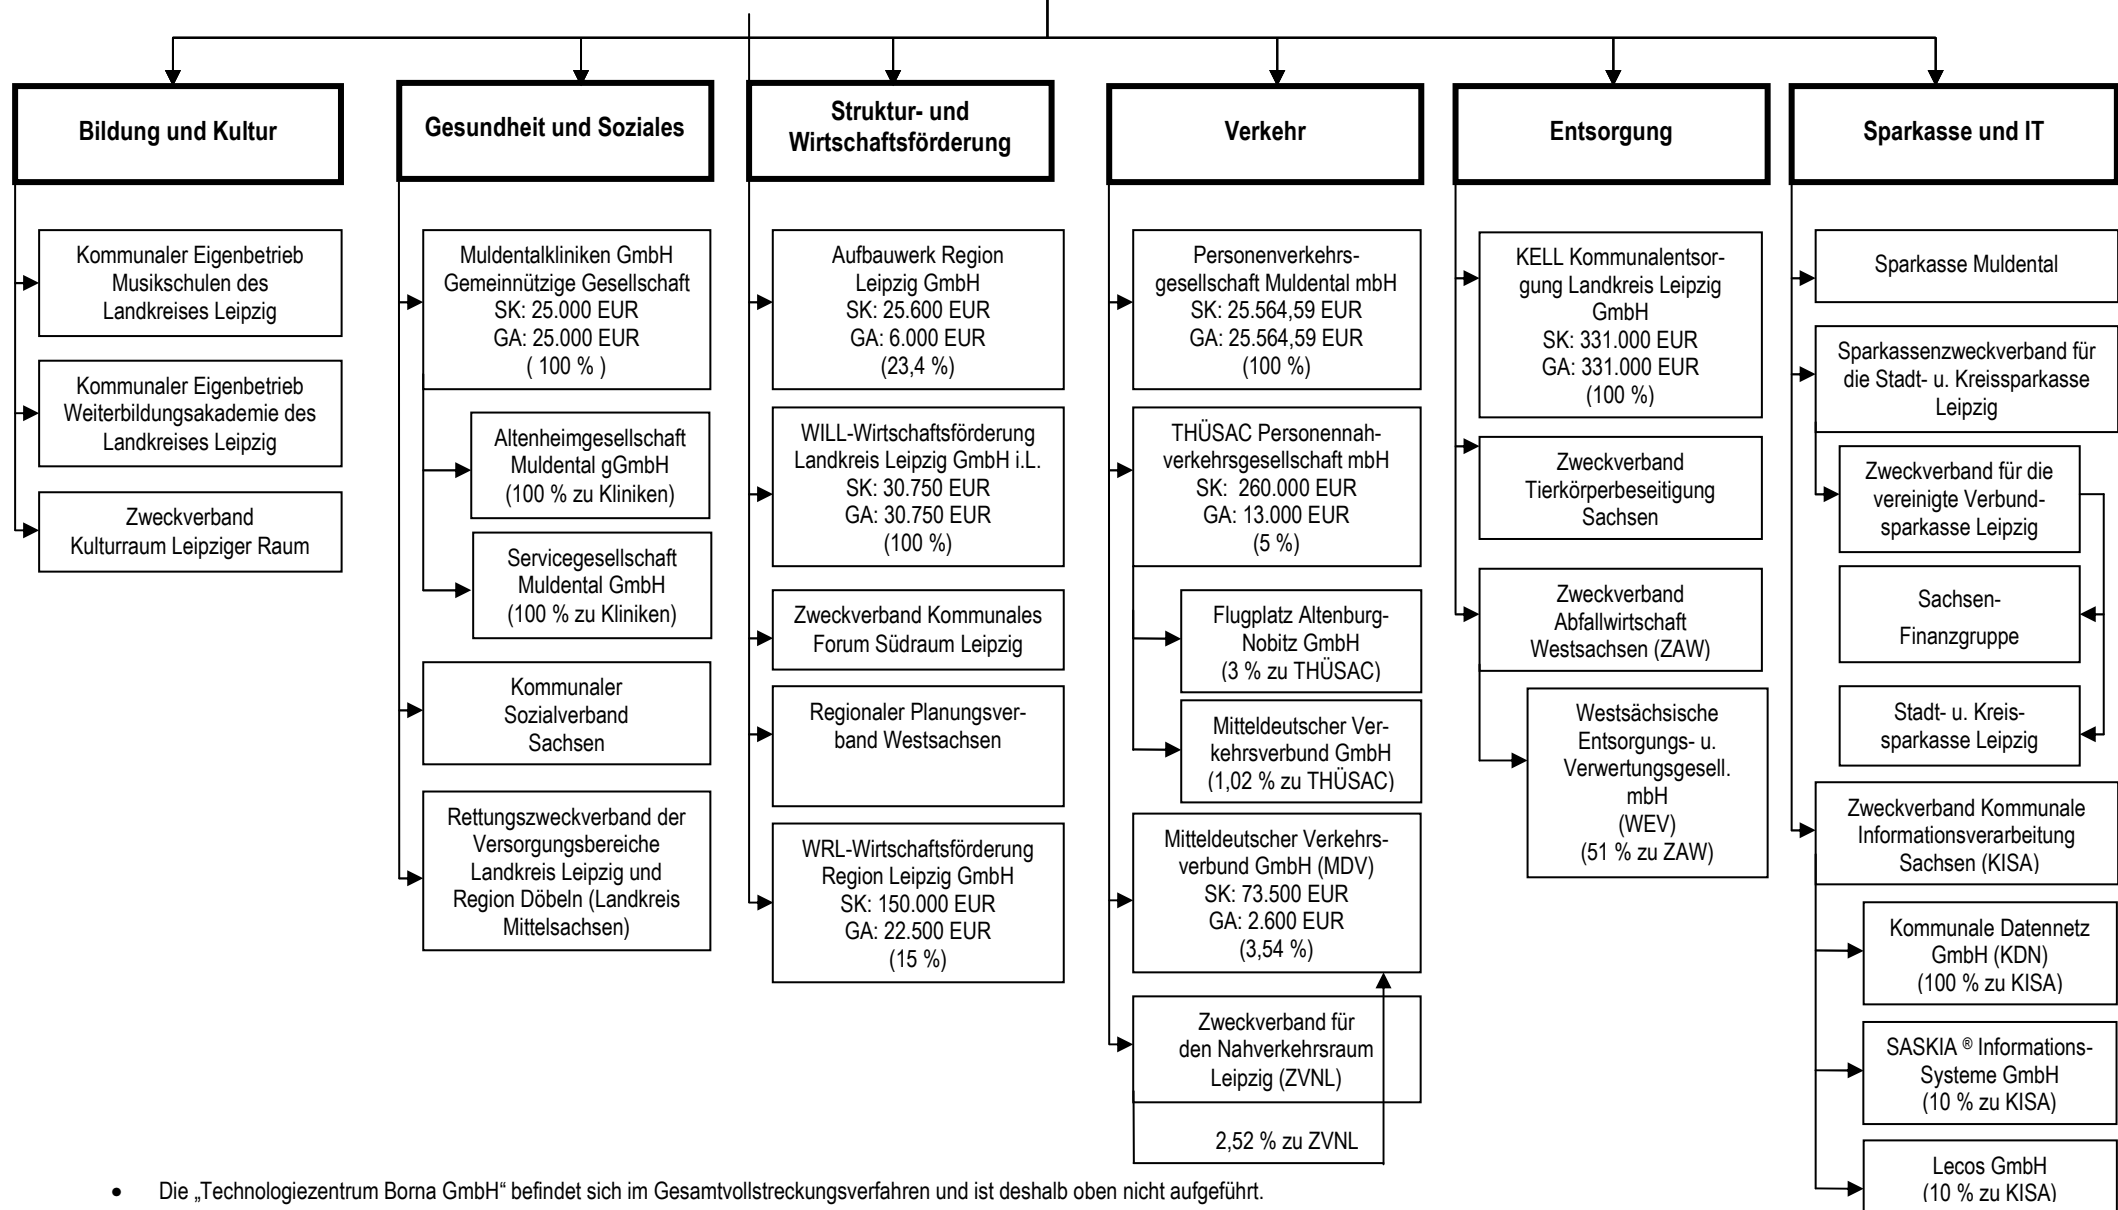 Bildung und Kultur
Kommunaler Eigenbetrieb
Musikschulen des
Landkreises Leipzig
Kommunaler Eigenbetrieb
Weiterbildungsakademie des
Landkreises Leipzig
Zweckverband
Kulturraum Leipziger Raum
Gesundheit und Soziales
Muldentalkliniken GmbH
Gemeinnützige Gesellschaft
SK: 25.000 EUR
GA: 25.000 EUR
( 100 % )
Altenheimgesellschaft
Muldental gGmbH
(100 % zu Kliniken)
Servicegesellschaft
Muldental GmbH
(100 % zu Kliniken)
Kommunaler
Sozialverband
Sachsen
Rettungszweckverband der
Versorgungsbereiche
Landkreis Leipzig und
Region Döbeln (Landkreis
Mittelsachsen)
Struktur- und
Wirtschaftsförderung
Aufbauwerk Region
Leipzig GmbH
SK: 25.600 EUR
GA: 6.000 EUR
(23,4 %)
WILL-Wirtschaftsförderung
Landkreis Leipzig GmbH i.L.
SK: 30.750 EUR
GA: 30.750 EUR
(100 %)
Zweckverband Kommunales
Forum Südraum Leipzig
Regionaler Planungsver-
band Westsachsen
WRL-Wirtschaftsförderung
Region Leipzig GmbH
SK: 150.000 EUR
GA: 22.500 EUR
(15 %)
Verkehr
Personenverkehrs-
gesellschaft Muldental mbH
SK: 25.564,59 EUR
GA: 25.564,59 EUR
(100 %)
THÜSAC Personennah-
verkehrsgesellschaft mbH
SK: 260.000 EUR
GA: 13.000 EUR
(5 %)
Flugplatz Altenburg-
Nobitz GmbH
(3 % zu THÜSAC)
Mitteldeutscher Ver-
kehrsverbund GmbH
(1,02 % zu THÜSAC)
Mitteldeutscher Verkehrs-
verbund GmbH (MDV)
SK: 73.500 EUR
GA: 2.600 EUR
(3,54 %)
Zweckverband für
den Nahverkehrsraum
Leipzig (ZVNL)
2,52 % zu ZVNL
Entsorgung
KELL Kommunalentsor-
gung Landkreis Leipzig
GmbH
SK: 331.000 EUR
GA: 331.000 EUR
(100 %)
Zweckverband
Tierkörperbeseitigung
Sachsen
Zweckverband
Abfallwirtschaft
Westsachsen (ZAW)
Westsächsische
Entsorgungs- u.
Verwertungsgesell.
mbH
(WEV)
(51 % zu ZAW)
Sparkasse und IT
Sparkasse Muldental
Sparkassenzweckverband für
die Stadt- u. Kreissparkasse
Leipzig
Zweckverband für die
vereinigte Verbund-
sparkasse Leipzig
Sachsen-
Finanzgruppe
Stadt- u. Kreis-
sparkasse Leipzig
Zweckverband Kommunale
Informationsverarbeitung
Sachsen (KISA)
Kommunale Datennetz
GmbH (KDN)
(100 % zu KISA)
SASKIA ® Informations-
Systeme GmbH
(10 % zu KISA)
Lecos GmbH
(10 % zu KISA)
• Die „Technologiezentrum Borna GmbH“ befindet sich im Gesamtvollstreckungsverfahren und ist deshalb oben nicht aufgeführt.